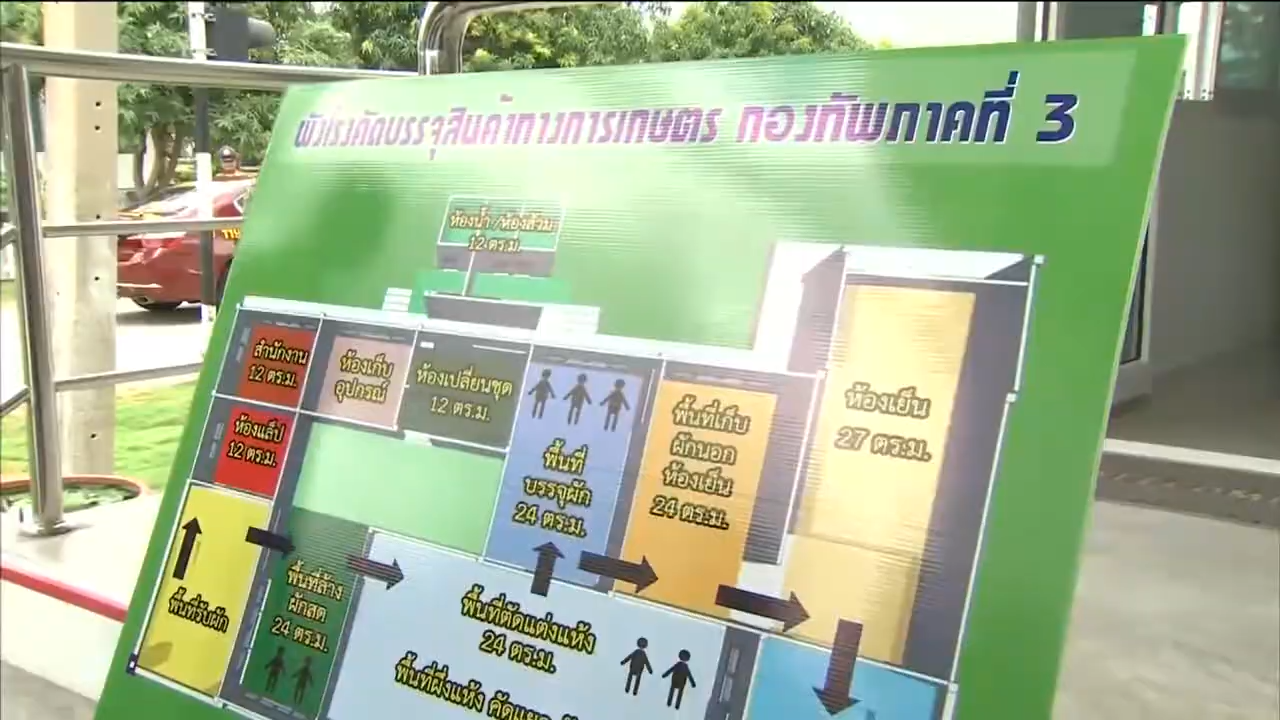 ผังโรงคัดบรรจุสินค้าทางการเกษตร กองทัพภาคที่ 3
ห้องน้ำ /ห้องส้วม
12 ตร.ม.
สำนักงาน
12 ตร.ม.
ห้องเก็บ
อุปกรณ์
ห้องเปลี่ยนชุด
12 ตร.ม.
ห้องแล็ป
12 ตร.ม.
พื้นที่
บรรจุผัก
24 ตร.ม.
พื้นที่เก็บ
ผักนอก
ห้องเย็น
24 ตร.ม.
ห้องเย็น
27 ตร.ม.
พื้นที่รับผัก
พื้นที่ล้าง
ผักสด
24 ตร.ม.
พื้นที่ตัดแต่งแห้ง
24 ตร.ม.
พื้นที่ผึ่งแห้ง